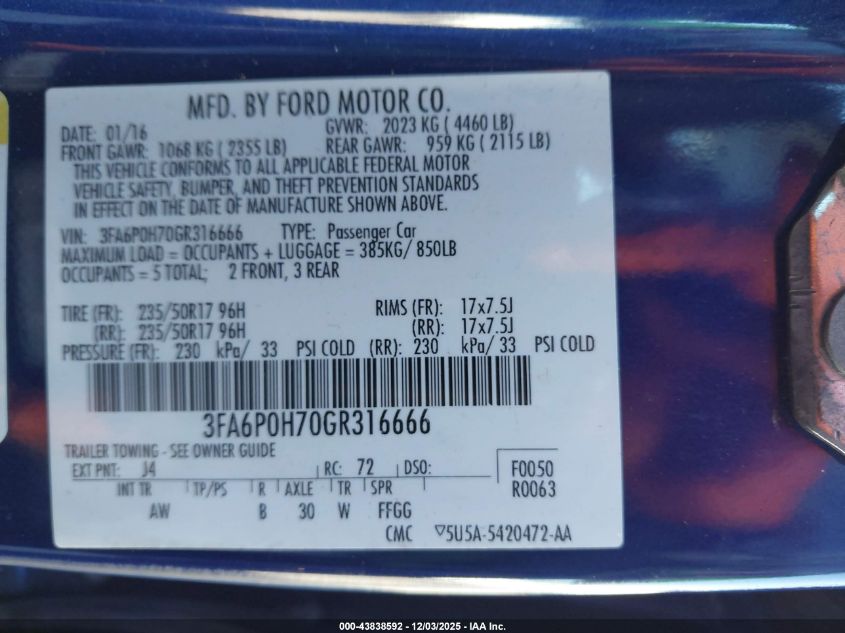 MFD. BY FORD MOTOR CO.
DATE: 01/16 GVWR: 2023 KG ( 4460 LB)
FRONT GAWR: 1068 KG ( 2355 LB) REAR GAWR: 959 KG ( 2115 LB)
THIS VEHICLE CONFORMS TO ALL APPLICABLE FEDERAL MOTOR
VEHICLE SAFETY, BUMPER, AND THEFT PREVENTION STANDARDS
IN EFFECT ON THE DATE OF MANUFACTURE SHOWN ABOVE.
VIN: 3FA6P0H70GR316666 TYPE: Passenger Car
MAXIMUM LOAD = OCCUPANTS + LUGGAGE = 385KG/ 850LB
OCCUPANTS = 5 TOTAL; 2 FRONT, 3 REAR
TIRE (FR): 235/50R17 96H RIMS (FR): 17x7.5J
(RR): 235/50R17 96H (RR): 17x7.5J
PRESSURE (FR): 230 kPa/ 33 PSI COLD (RR): 230 kPa/ 33 PSI COLD
3FA6P0H70GR316666
TRAILER TOWING - SEE OWNER GUIDE
EXT PNT: J4 RC: 72 DSO: F0050
INT TR TP/PS R AXLE TR SPR R0063
AW B 30 W FFGG
CMC ▽5U5A-5420472-AA
000-43838592 - 12/03/2025 - IAA Inc.